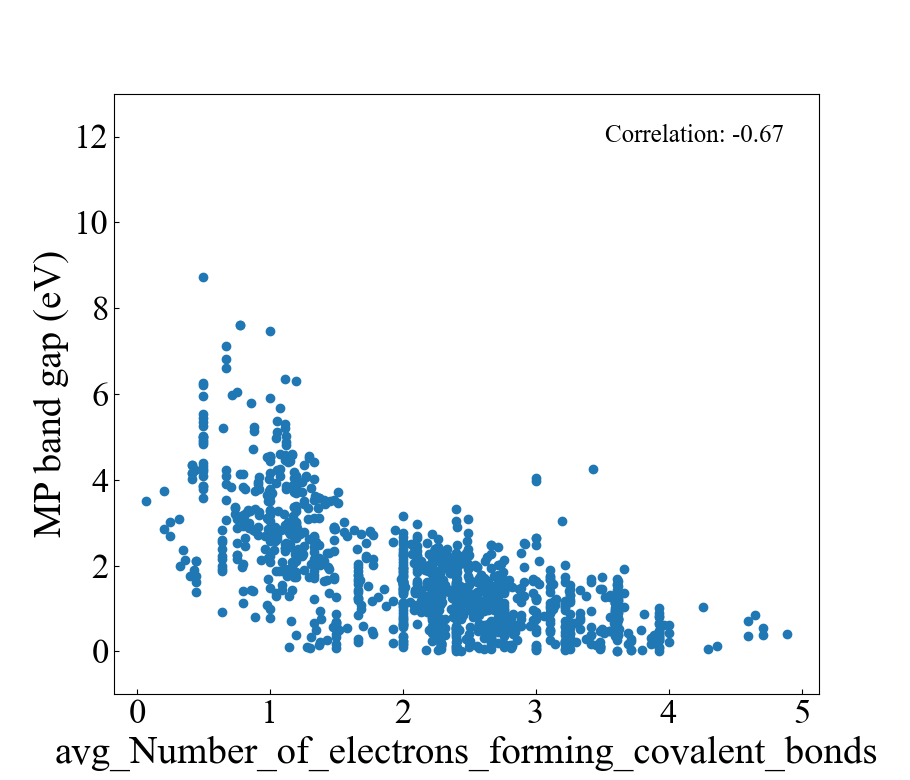 Correlation: -0.67
MP band gap (eV)
12
10
8
6
4
2
0
0 1 2 3 4 5
avg_Number_of_electrons_forming_covalent_bonds